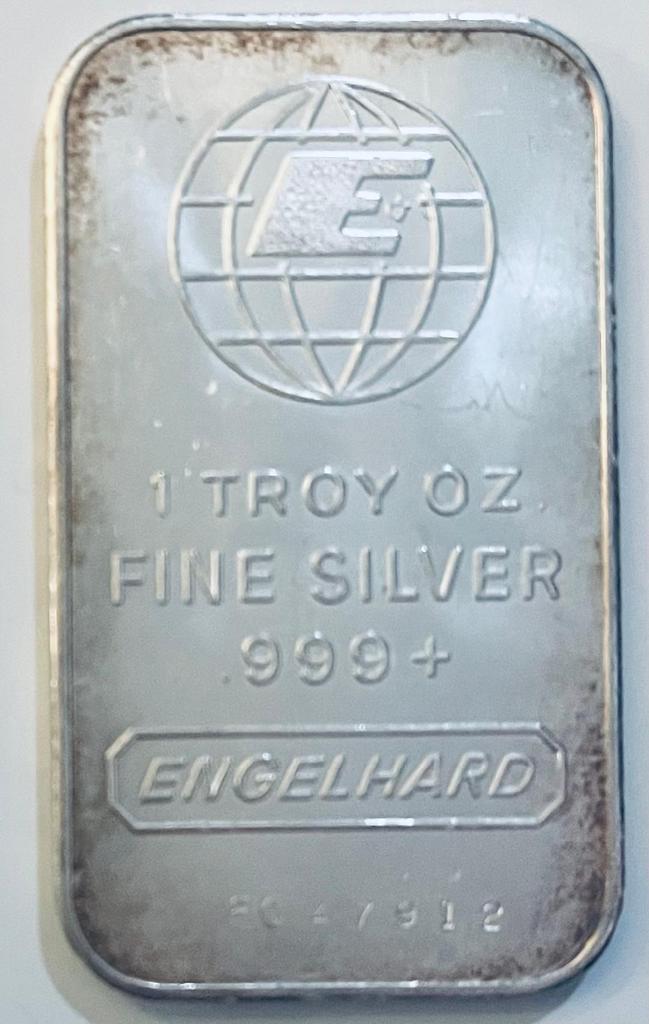 E
1 TROY OZ.
FINE SILVER
.999+
ENGELHARD